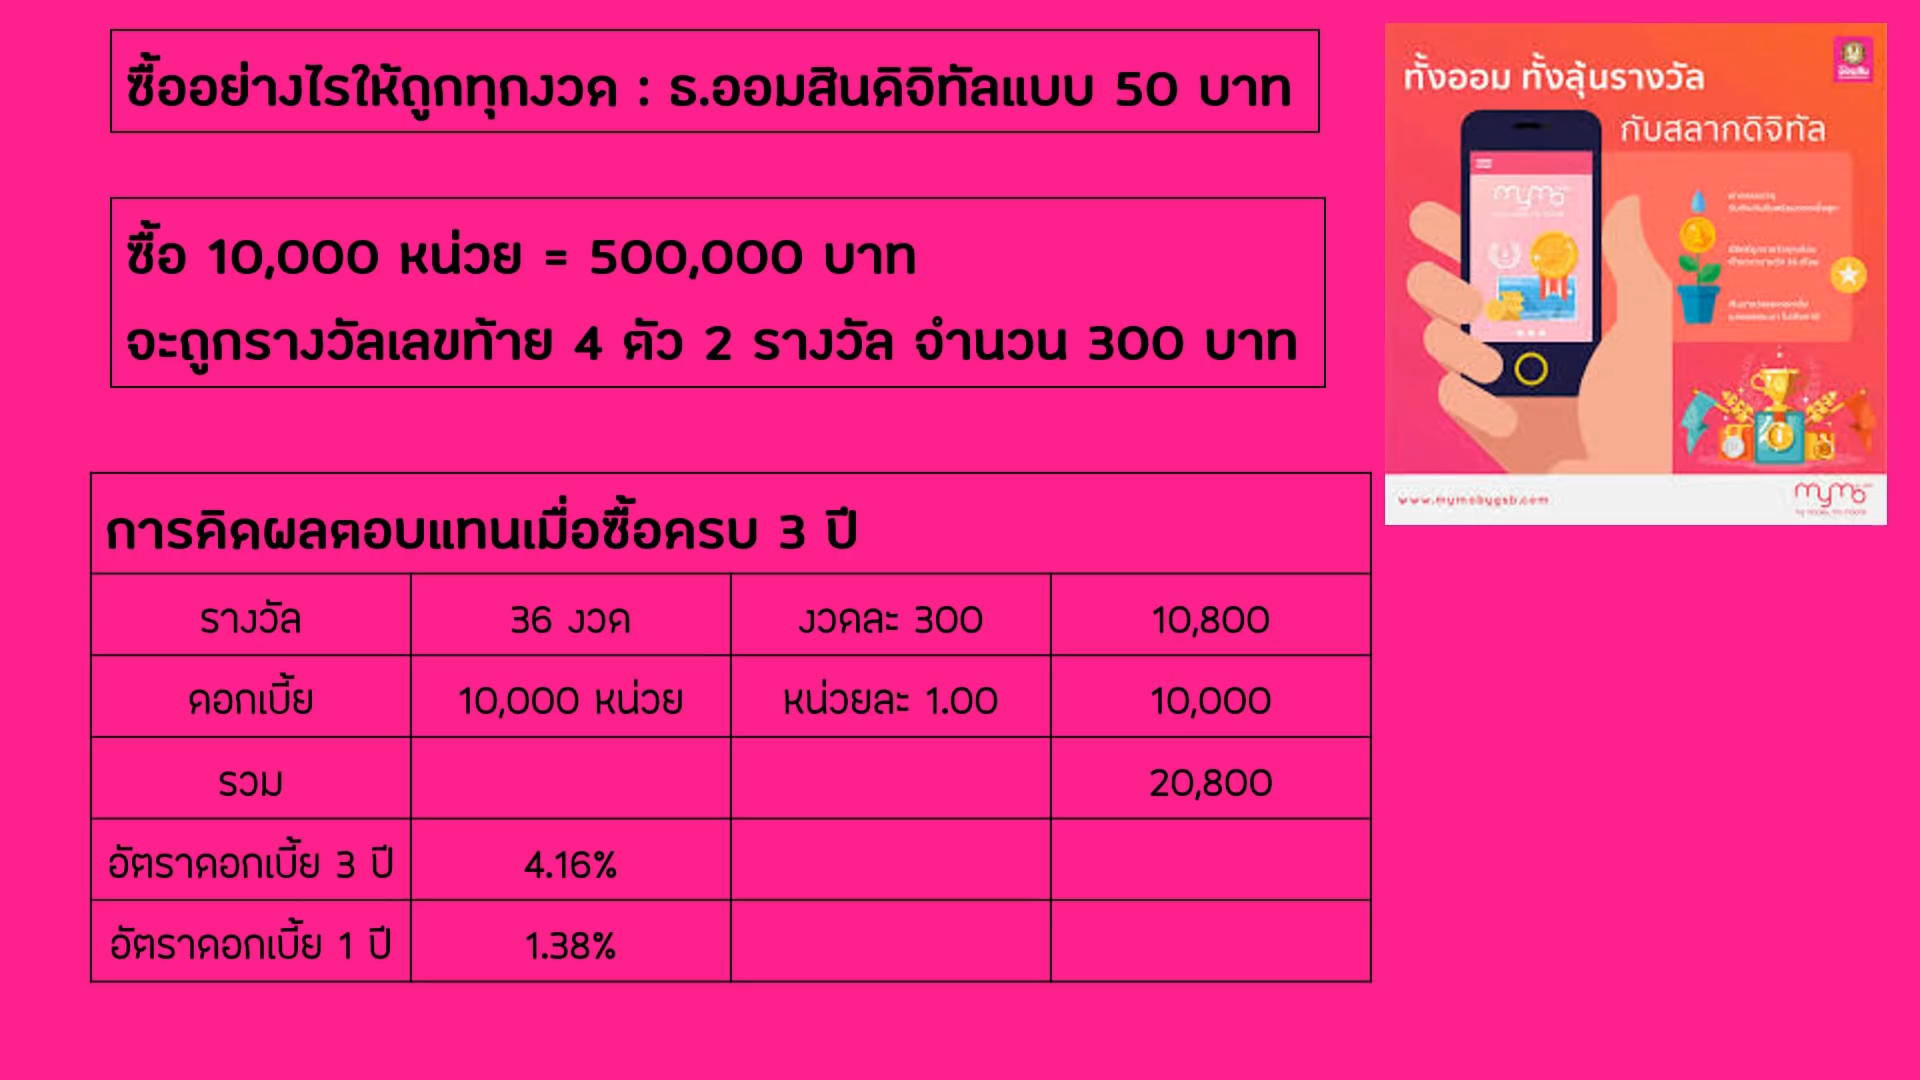 ซื้ออย่างไรให้ถูกทุกงวด : ธ.ออมสินดิจิทัลแบบ 50 บาท
ซื้อ 10,000 หน่วย = 500,000 บาท
จะถูกรางวัลเลขท้าย 4 ตัว 2 รางวัล จำนวน 300 บาท
ทั้งออม ทั้งลุ้นรางวัล
กับสลากดิจิทัล
mymo
www.mymobygsb.com
mymo
การคิดผลตอบแทนเมื่อซื้อครบ 3 ปี
รางวัล 36 งวด งวดละ 300 10,800
ดอกเบี้ย 10,000 หน่วย หน่วยละ 1.00 10,000
รวม 20,800
อัตราดอกเบี้ย 3 ปี 4.16%
อัตราดอกเบี้ย 1 ปี 1.38%